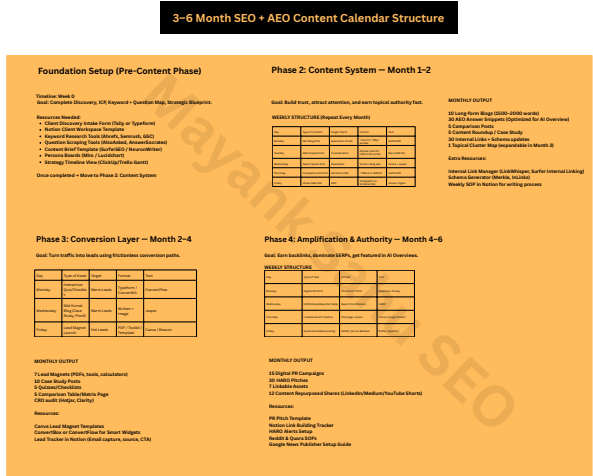 3–6 Month SEO + AEO Content Calendar Structure
Foundation Setup (Pre-Content Phase)
Timeline: Week 0
Goal: Complete Discovery, ICP, Keyword + Question Map, Strategic Blueprint.
Resources Needed:
• Client Discovery Intake Form (Tally or Typeform)
• Notion Client Workspace Template
• Keyword Research Tools (Ahrefs, Semrush, GSC)
• Question Scraping Tools (AlsoAsked, AnswerSocrates)
• Content Brief Template (SurferSEO / NeuronWriter)
• Persona Boards (Miro / Lucidchart)
• Strategy Timeline View (ClickUp/Trello Gantt)
Once completed → Move to Phase 2: Content System
Phase 2: Content System — Month 1–2
Goal: Build trust, attract attention, and earn topical authority fast.
WEEKLY STRUCTURE (Repeat Every Month)
Monday
Tuesday
Wednesday
Thursday
Friday
MONTHLY OUTPUT
10 Long-form Blogs (1500–2000 words)
20 AEO Answer Snippets (Optimized for AI Overview)
5 Comparison Posts
5 Content Roundup / Case Study
30 Internal Links + Schema updates
1 Topical Cluster Map (expandable in Month 2)
Extra Resources:
Internal Link Manager (LinkWhisper, Surfer Internal Linking)
Schema Generator (Merkle, InLinks)
Weekly SOP in Notion for writing process
Phase 3: Conversion Layer — Month 2–4
Goal: Turn traffic into leads using frictionless conversion paths.
Day Type of Asset Target Format Tool
Monday Interactive Quiz/Checklist Warm Leads Typeform / ConvertKit ConvertFlow
Wednesday Mid-funnel Blog (Case Study, Proof) Warm Leads Written + Image Jasper
Friday Lead Magnet Launch Hot Leads PDF / Toolkit / Template Canva / Beacon
MONTHLY OUTPUT
7 Lead Magnets (PDFs, tools, calculators)
10 Case Study Posts
5 Quizzes/Checklists
5 Comparison Table/Matrix Page
CRO audit (Hotjar, Clarity)
Resources:
Canva Lead Magnet Templates
ConvertBox or ConvertFlow for Smart Widgets
Lead Tracker in Notion (Email capture, source, CTA)
Phase 4: Amplification & Authority — Month 4–6
Goal: Earn backlinks, dominate SERPs, get featured in AI Overviews.
WEEKLY STRUCTURE
Monday
Wednesday
Thursday
Friday
MONTHLY OUTPUT
15 Digital PR Campaigns
30 HARO Pitches
7 Linkable Assets
12 Content Repurposed Shares (LinkedIn/Medium/YouTube Shorts)
Resources:
PR Pitch Template
Notion Link Building Tracker
HARO Alerts Setup
Reddit & Quora SOPs
Google News Publisher Setup Guide
Mayank Saini SEO